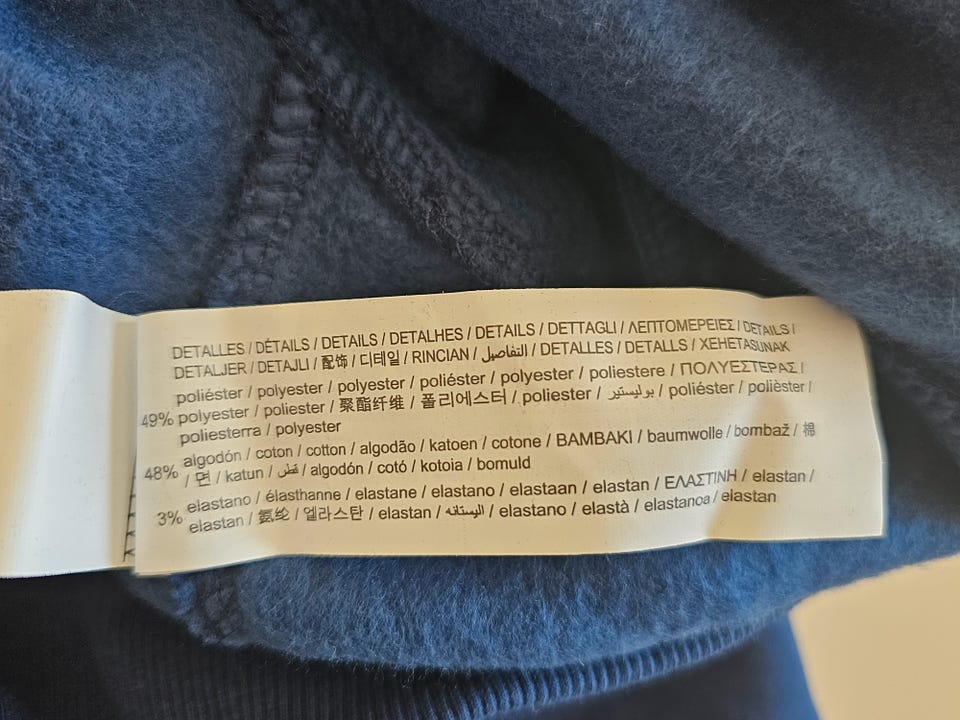 DETALLES / DÉTAILS / DETAILS / DETALHES / DETAILS / DETTAGLI / ΛΕΠΤΟΜΕΡΕΙΕΣ / DETAILS /
DETALJER / DETAJLI / 配饰 / 디테일 / RINCIAN / التفاصيل / DETALLES / DETALLS / XEHETASUNAK
poliéster / polyester / polyester / poliéster / polyester / poliestere / ΠΟΛΥΕΣΤΕΡΑΣ /
49% polyester / poliester / 聚酯纤维 / 폴리에스터 / poliester / بوليستير / poliéster / polièster /
poliesterra / polyester
48% algodón / coton / cotton / algodão / katoen / cotone / ΒΑΜΒΑΚΙ / baumwolle / bombaž / 棉
/ 면 / katun / قطن / algodón / cotó / kotoia / bomuld
3% elastano / élasthanne / elastane / elastano / elastaan / elastan / ΕΛΑΣΤΙΝΗ / elastan /
elastan / 氨纶 / 엘라스탄 / elastan / اليستانه / elastano / elastà / elastanoa / elastan